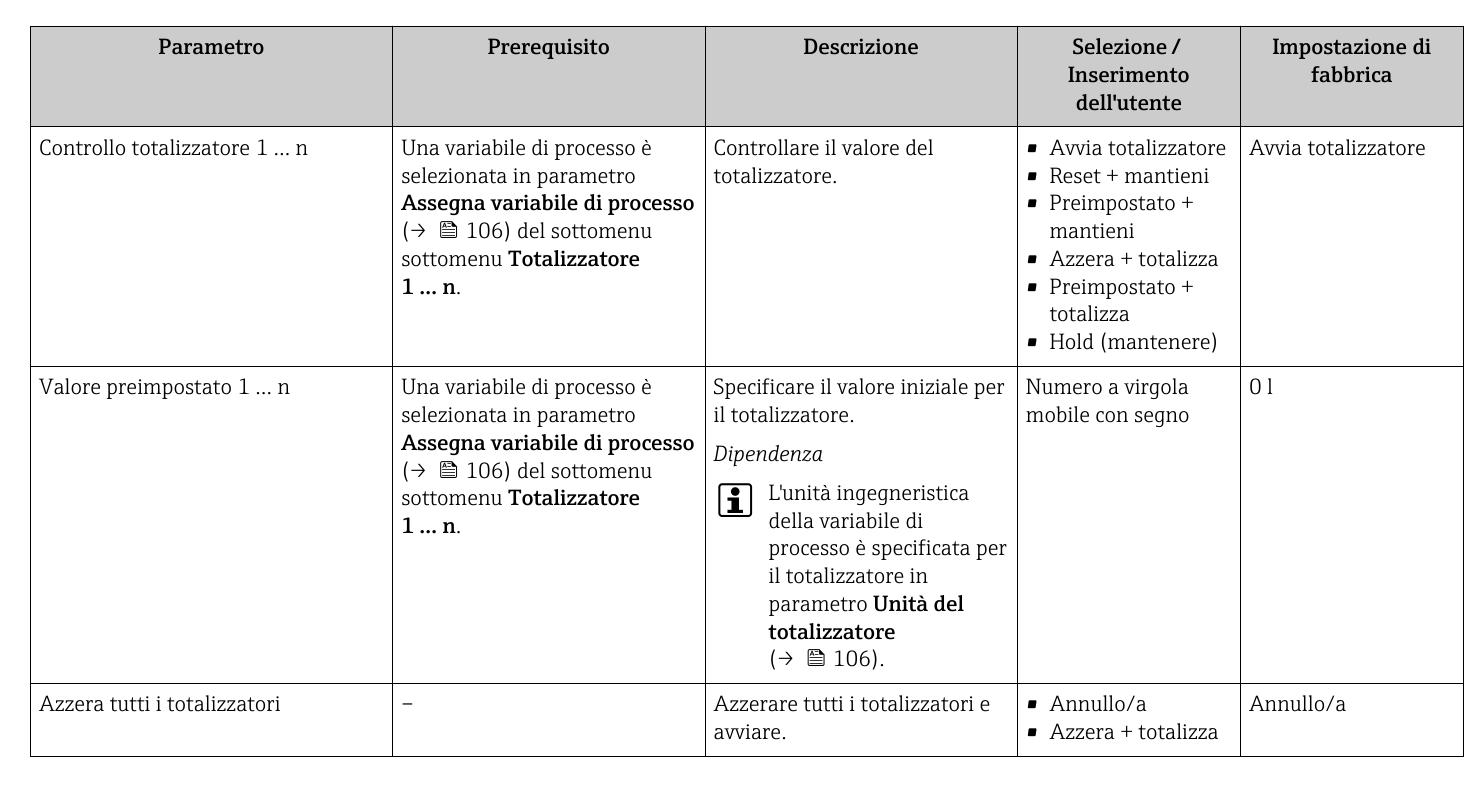 Parametro
Prerequisito
Descrizione
Selezione /
Inserimento
dell'utente
Impostazione di
fabbrica
Controllo totalizzatore 1 … n
Una variabile di processo è
selezionata in parametro
Assegna variabile di processo
(→ 106) del sottomenu
sottomenu Totalizzatore
1 … n.
Controllare il valore del
totalizzatore.
▪ Avvia totalizzatore
▪ Reset + mantieni
▪ Preimpostato +
mantieni
▪ Azzera + totalizza
▪ Preimpostato +
totalizza
▪ Hold (mantenere)
Avvia totalizzatore
Valore preimpostato 1 … n
Una variabile di processo è
selezionata in parametro
Assegna variabile di processo
(→ 106) del sottomenu
sottomenu Totalizzatore
1 … n.
Specificare il valore iniziale per
il totalizzatore.
Dipendenza
L'unità ingegneristica
della variabile di
processo è specificata per
il totalizzatore in
parametro Unità del
totalizzatore
(→ 106).
Numero a virgola
mobile con segno
0 l
Azzera tutti i totalizzatori
–
Azzerare tutti i totalizzatori e
avviare.
▪ Annullo/a
▪ Azzera + totalizza
Annullo/a